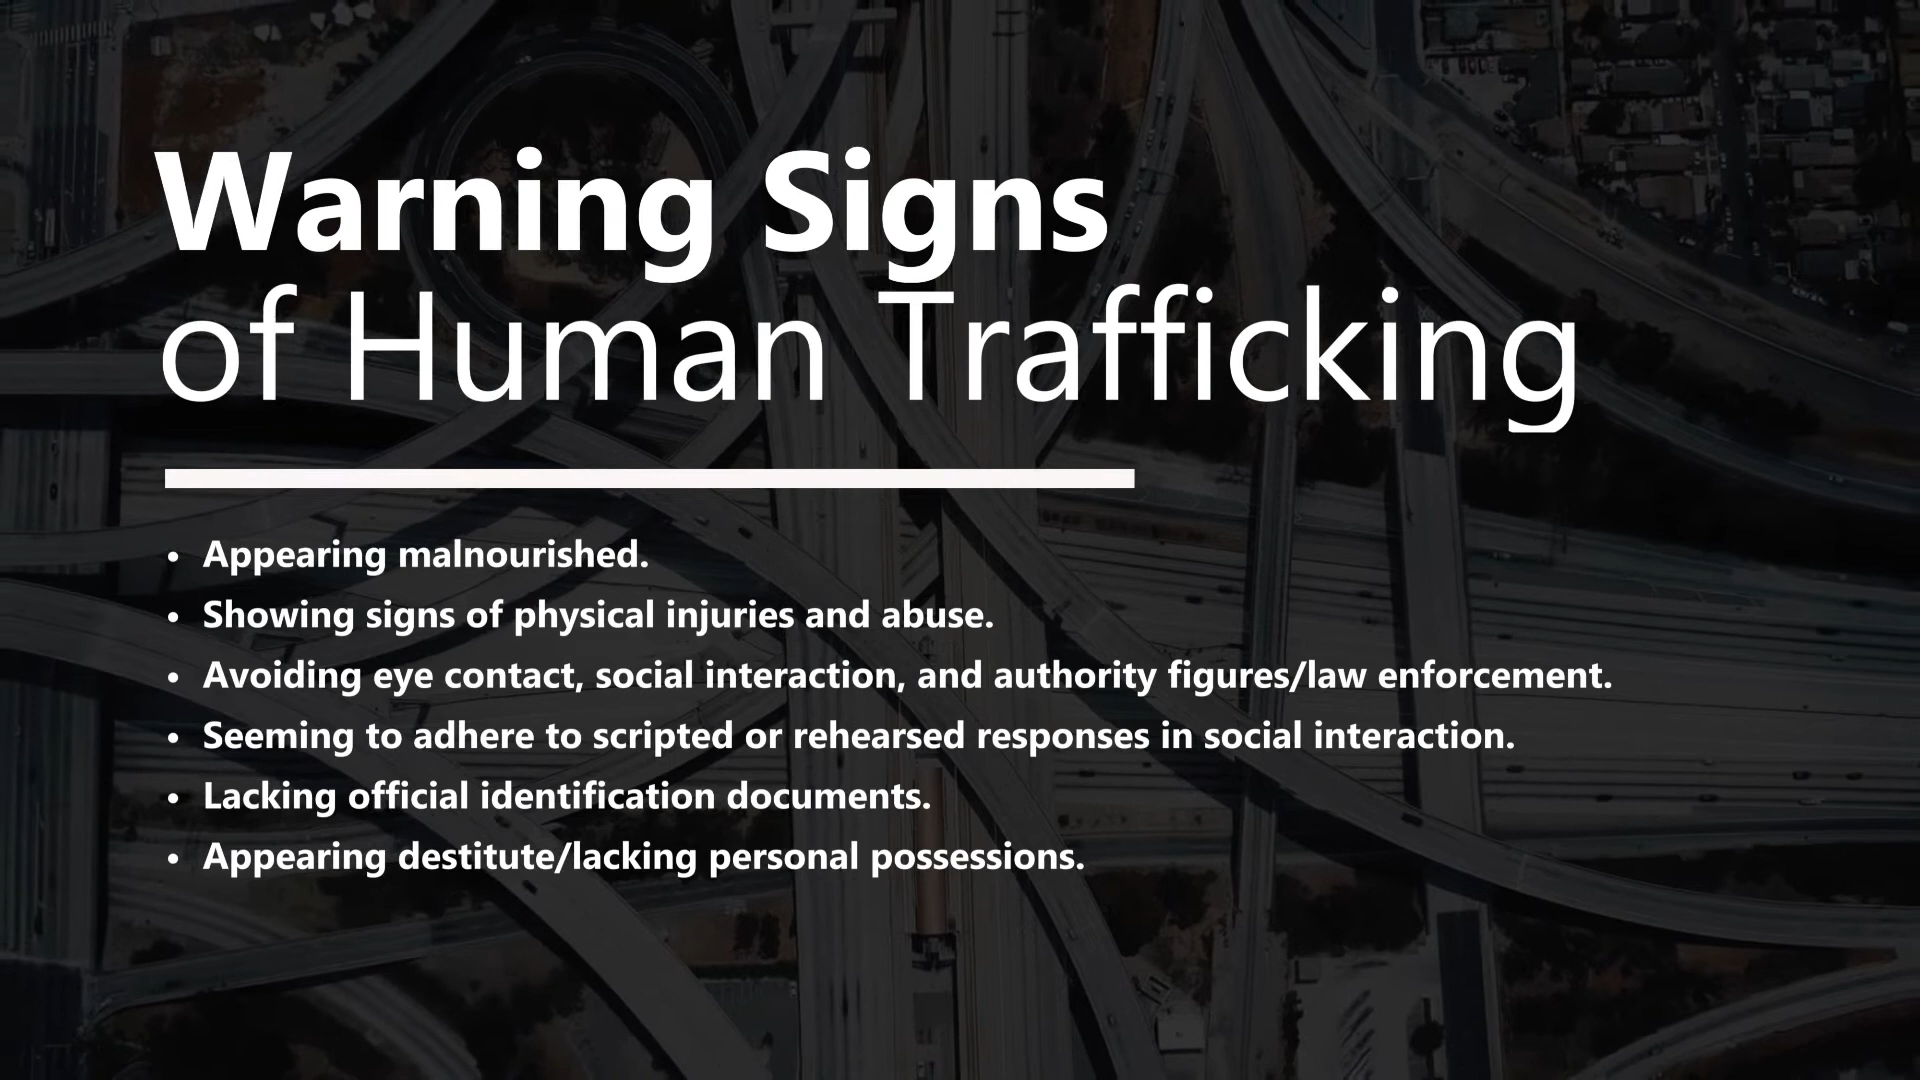 Warning Signs
of Human Trafficking
• Appearing malnourished.
• Showing signs of physical injuries and abuse.
• Avoiding eye contact, social interaction, and authority figures/law enforcement.
• Seeming to adhere to scripted or rehearsed responses in social interaction.
• Lacking official identification documents.
• Appearing destitute/lacking personal possessions.